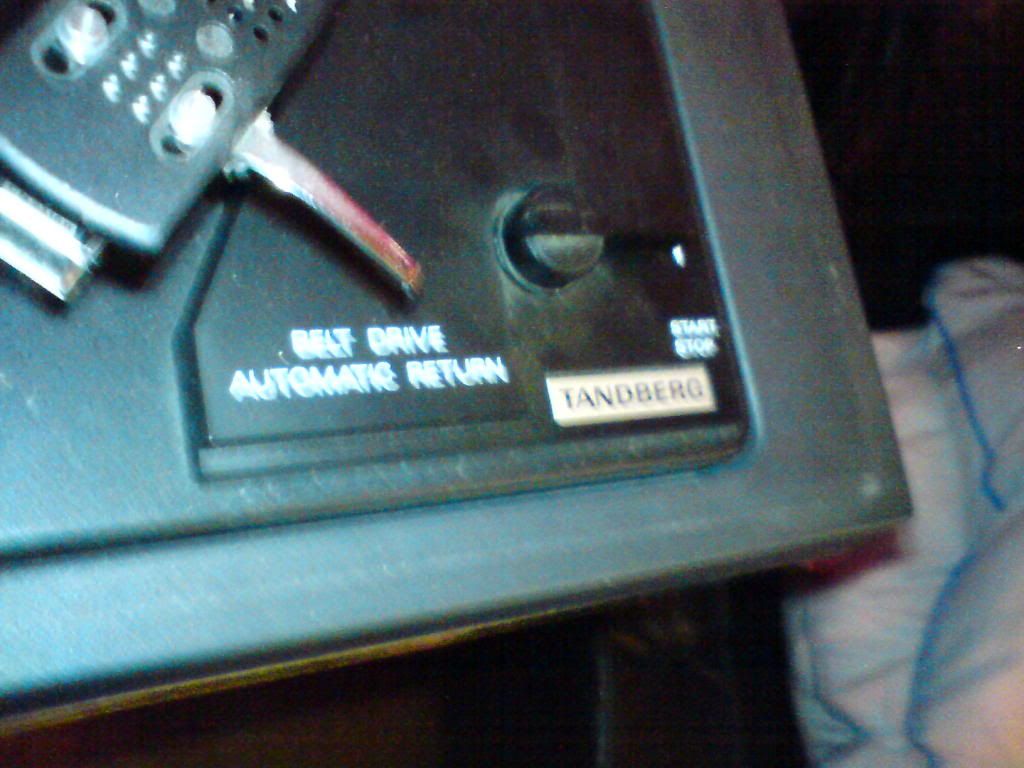 BELT DRIVE
AUTOMATIC RETURN
START
STOP
TANDBERG